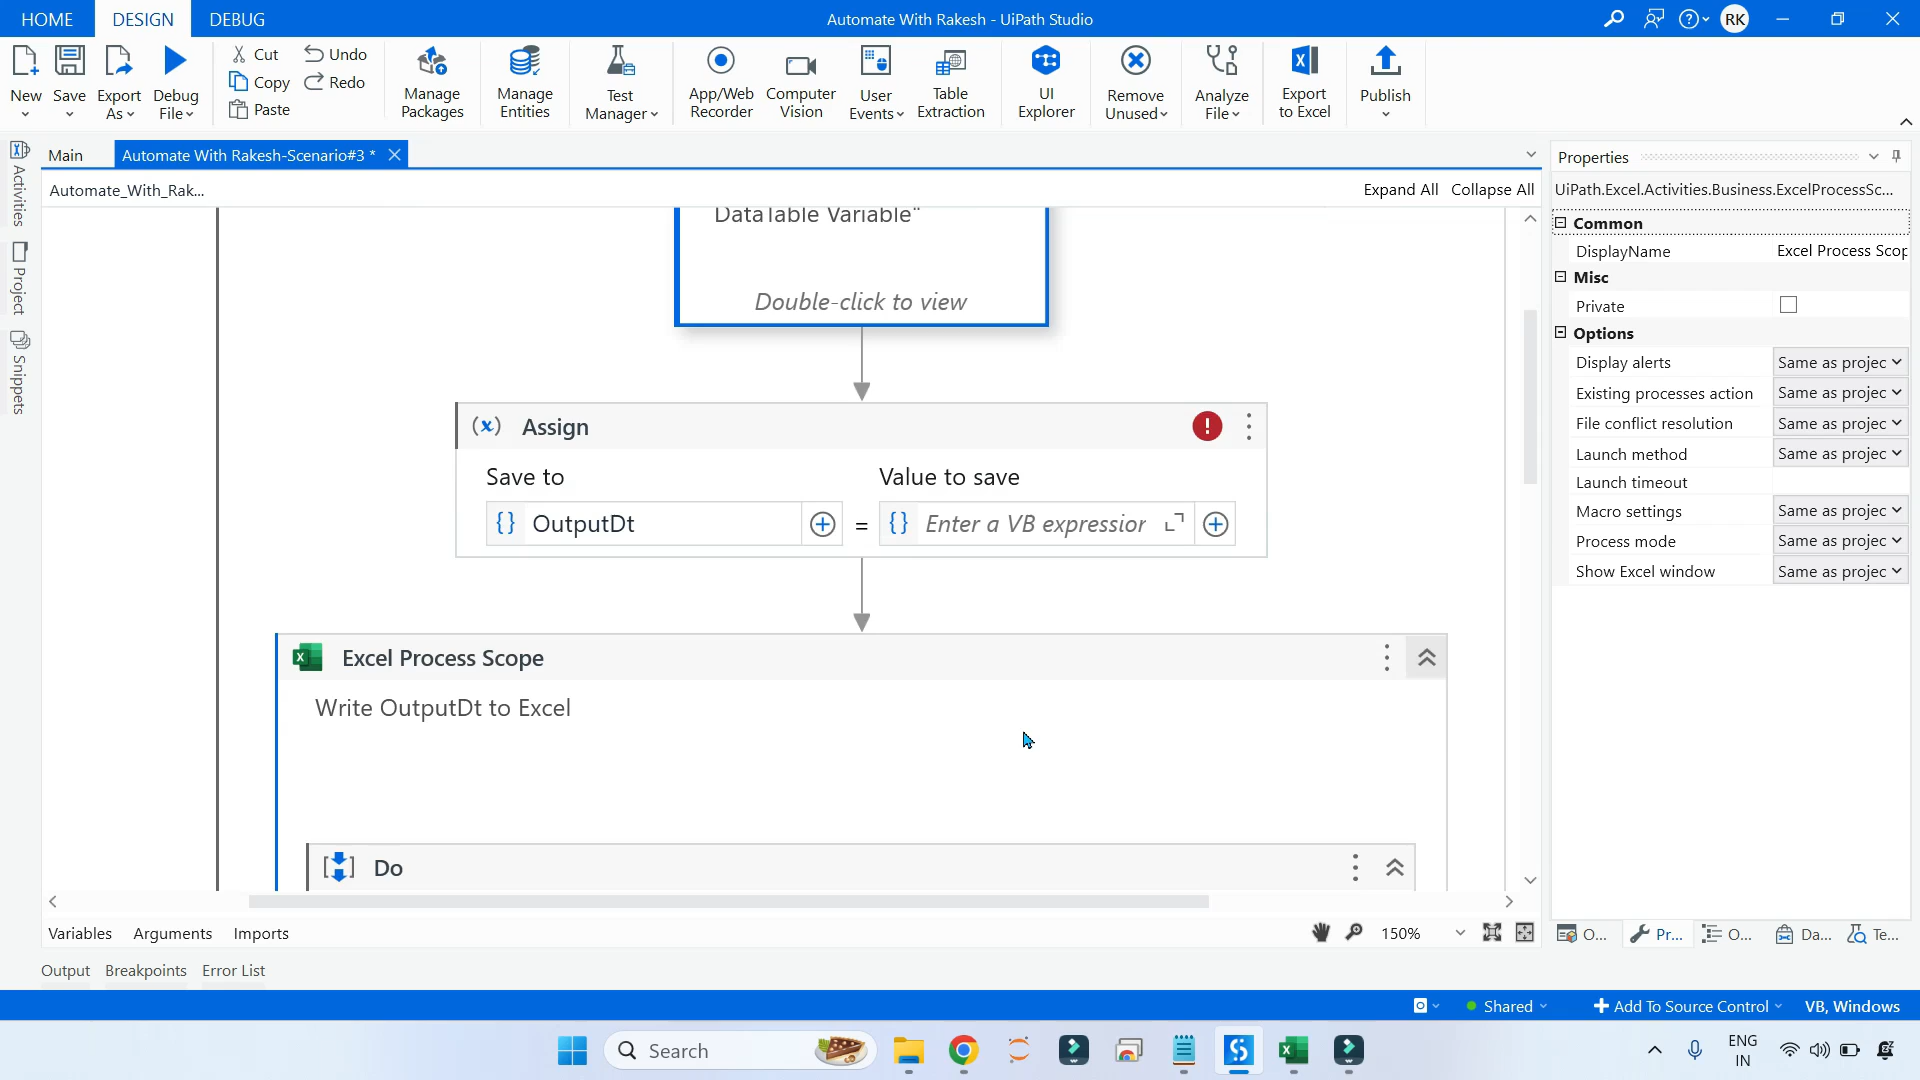 HOME DESIGN DEBUG Automate With Rakesh - UiPath Studio RK
New Save Export As Debug File Cut Copy Paste Undo Redo Manage Packages Manage Entities Test Manager App/Web Recorder Computer Vision User Events Table Extraction UI Explorer Remove Unused Analyze File Export to Excel Publish
Main Automate With Rakesh-Scenario#3 *
Automate_With_Rak... Expand All Collapse All
Activities
Project
Snippets
DataTable Variable"
Double-click to view
Assign
Save to Value to save
OutputDt = Enter a VB expression
Excel Process Scope
Write OutputDt to Excel
Do
Variables Arguments Imports 150%
Output Breakpoints Error List
Properties
UiPath.Excel.Activities.Business.ExcelProcessSc...
Common
DisplayName Excel Process Scop
Misc
Private
Options
Display alerts Same as projec
Existing processes action Same as projec
File conflict resolution Same as projec
Launch method Same as projec
Launch timeout
Macro settings Same as projec
Process mode Same as projec
Show Excel window Same as projec
O... Pr... O... Da... Te...
Shared Add To Source Control VB, Windows
Search
ENG
IN